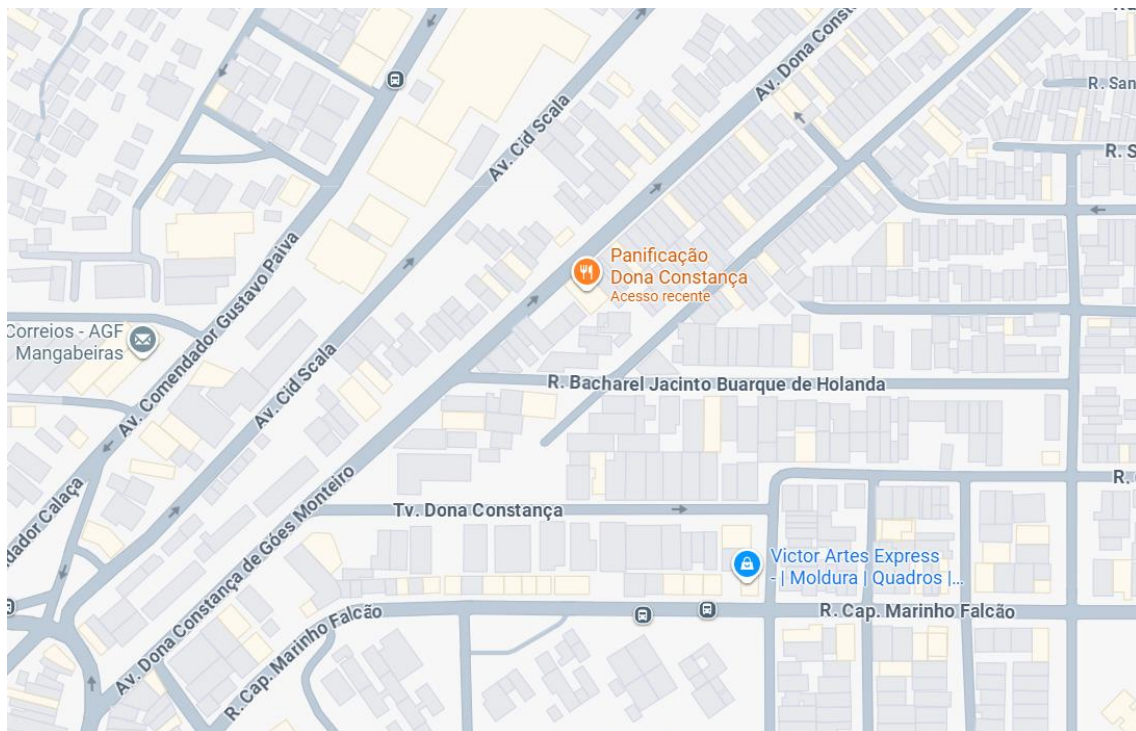 Av. Dona Const
Av. Cid Scala
R. San
R. S
Av. Comendador Gustavo Paiva
Panificação
Dona Constança
Acesso recente
Correios - AGF
Mangabeiras
Av. Cid Scala
R. Bacharel Jacinto Buarque de Holanda
R.
Tv. Dona Constança
Av. Dona Constança de Góes Monteiro
dador Calaça
Victor Artes Express
- | Moldura | Quadros |...
R. Cap. Marinho Falcão
R. Cap. Marinho Falcão